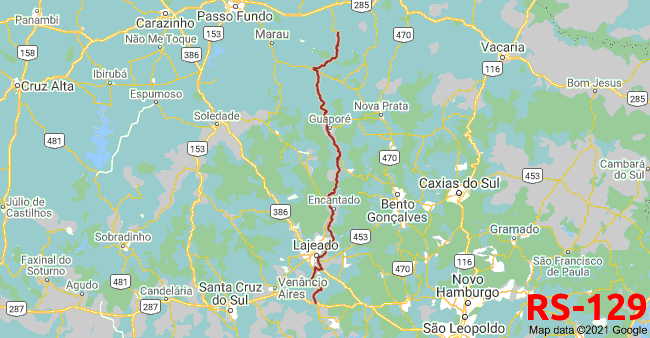 Panambi
Carazinho
Passo Fundo
285
Marau
470
Vacaria
153
Não Me Toque
386
158
116
Cruz Alta
Ibirubá
Espumoso
Bom Jesus
285
Soledade
Nova Prata
Guaporé
481
153
470
453
Cambará
do Sul
Caxias do Sul
Encantado
Bento
Gonçalves
Júlio de
Castilhos
386
Sobradinho
Lajeado
453
Gramado
São Francisco
de Paula
Faxinal do
Soturno
481
Agudo
Candelária
Santa Cruz
do Sul
Venâncio
Aires
470
116
Novo
Hamburgo
287
287
São Leopoldo
RS-129
Map data ©2021 Google